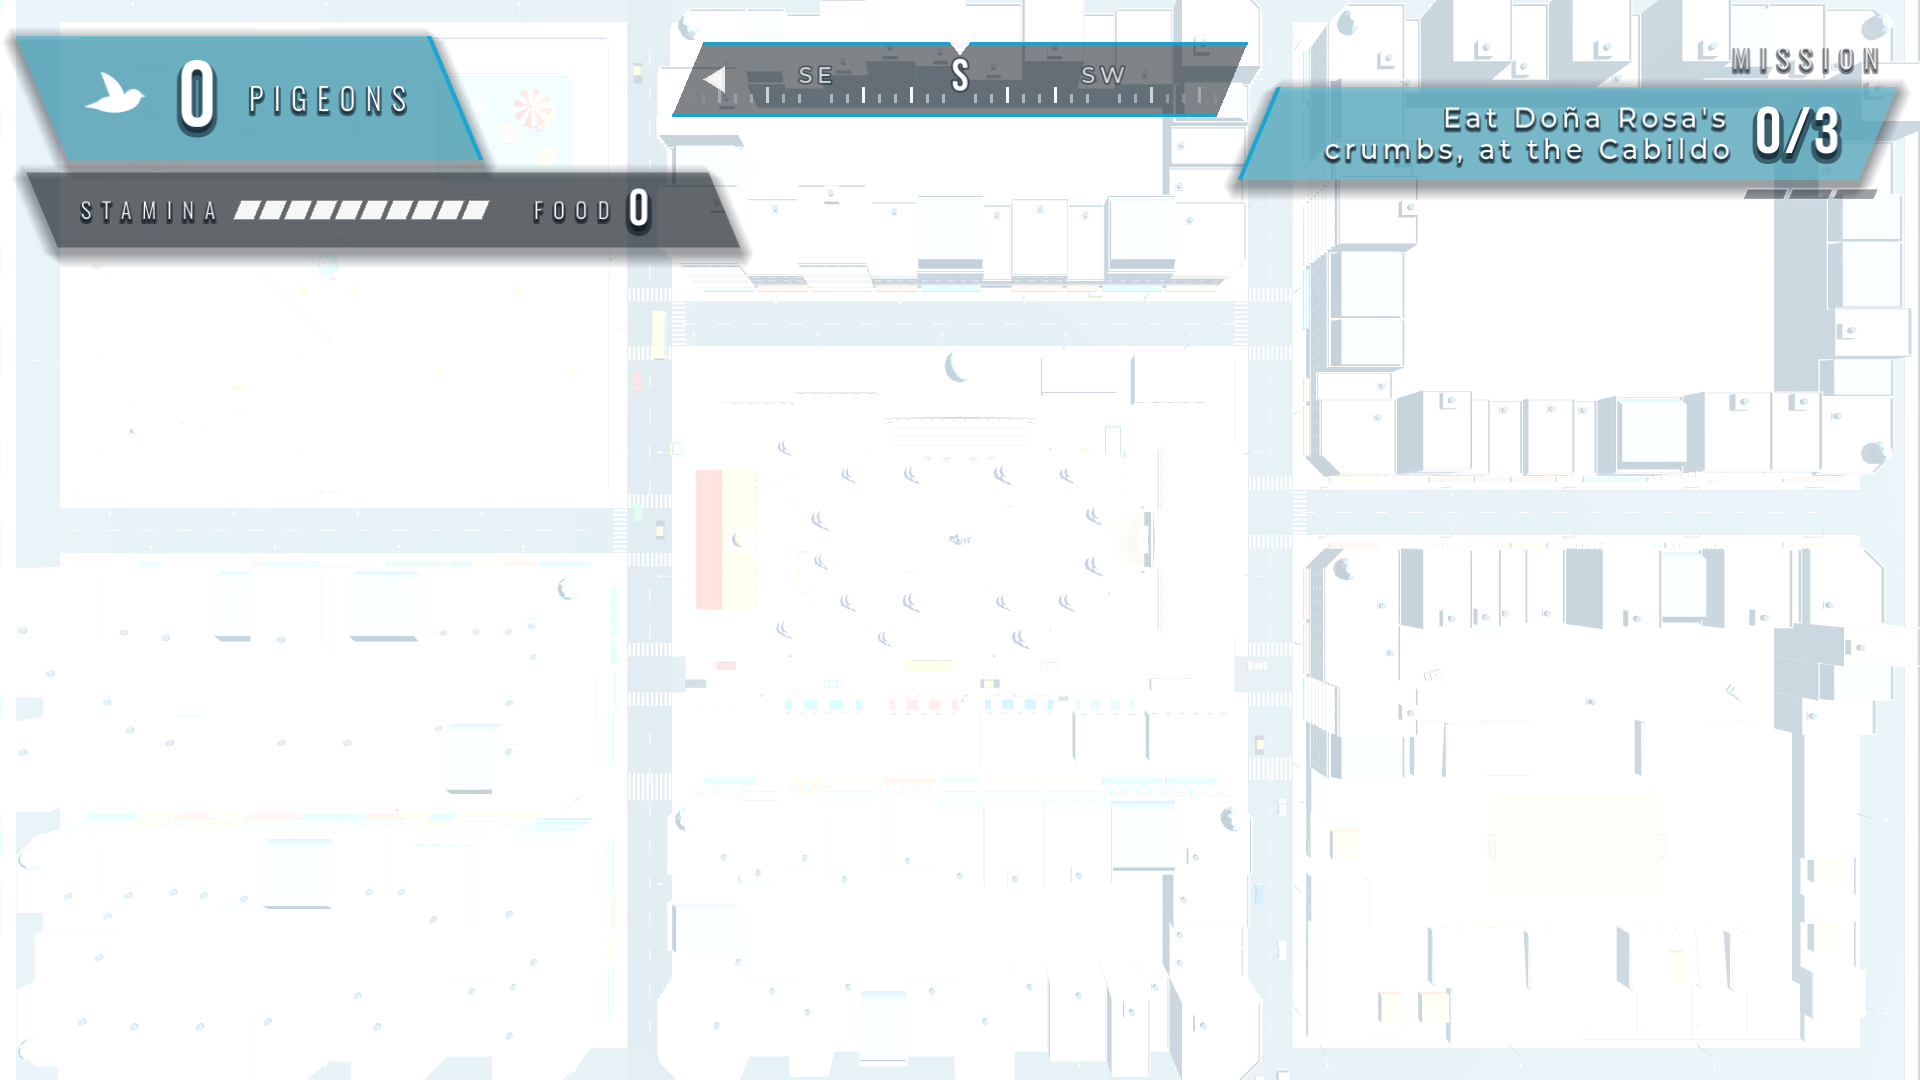 0 PIGEONS
STAMINA FOOD 0
SE S SW
MISSION
Eat Doña Rosa's
crumbs, at the Cabildo
0/3